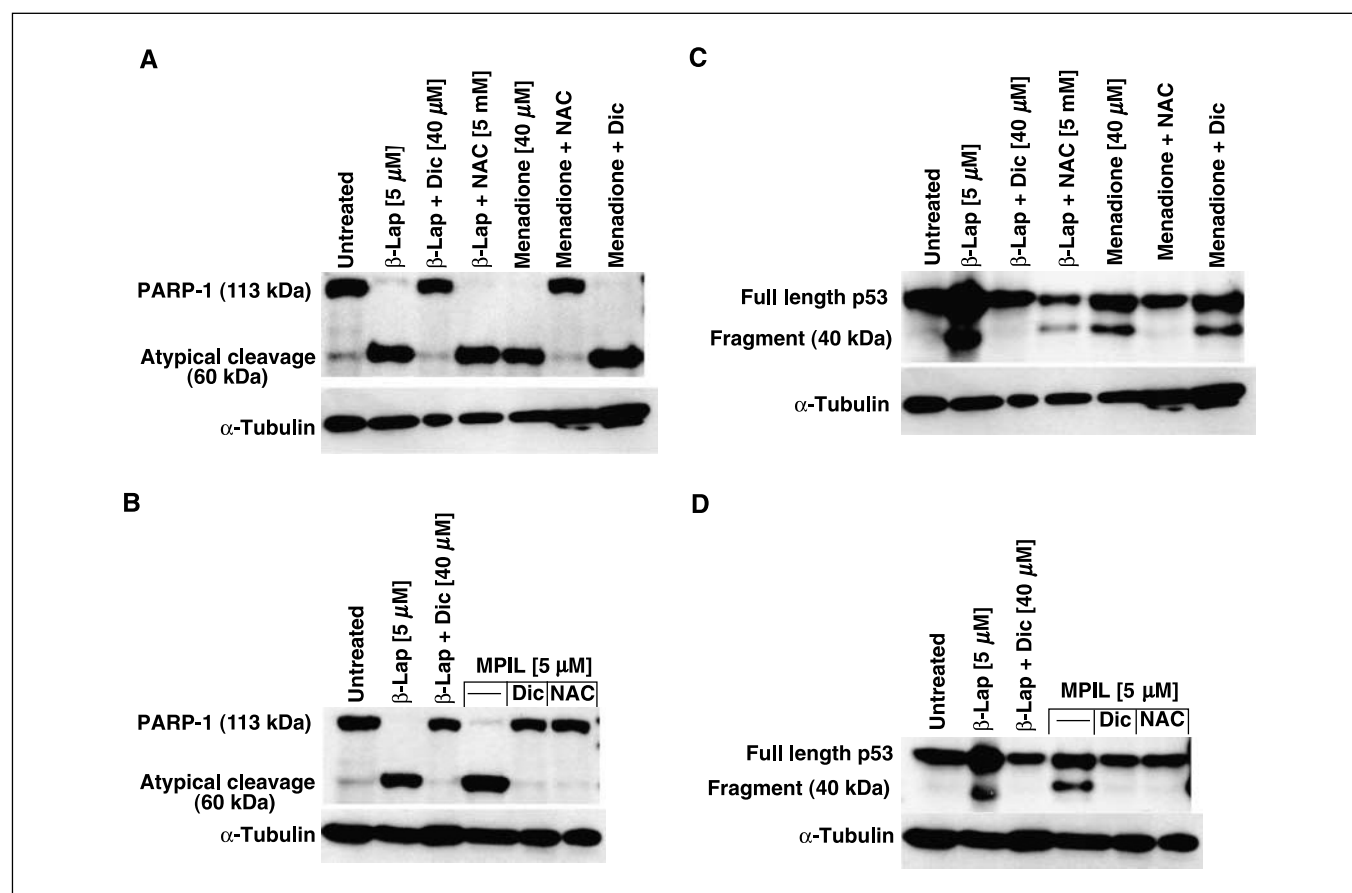 A
Untreated
β-Lap [5 μM]
β-Lap + Dic [40 μM]
β-Lap + NAC [5 mM]
Menadione [40 μM]
Menadione + NAC
Menadione + Dic
PARP-1 (113 kDa)
Atypical cleavage
(60 kDa)
α-Tubulin
B
Untreated
β-Lap [5 μM]
β-Lap + Dic [40 μM]
MPIL [5 μM]
— Dic NAC
PARP-1 (113 kDa)
Atypical cleavage
(60 kDa)
α-Tubulin
C
Untreated
β-Lap [5 μM]
β-Lap + Dic [40 μM]
β-Lap + NAC [5 mM]
Menadione [40 μM]
Menadione + NAC
Menadione + Dic
Full length p53
Fragment (40 kDa)
α-Tubulin
D
Untreated
β-Lap [5 μM]
β-Lap + Dic [40 μM]
MPIL [5 μM]
— Dic NAC
Full length p53
Fragment (40 kDa)
α-Tubulin